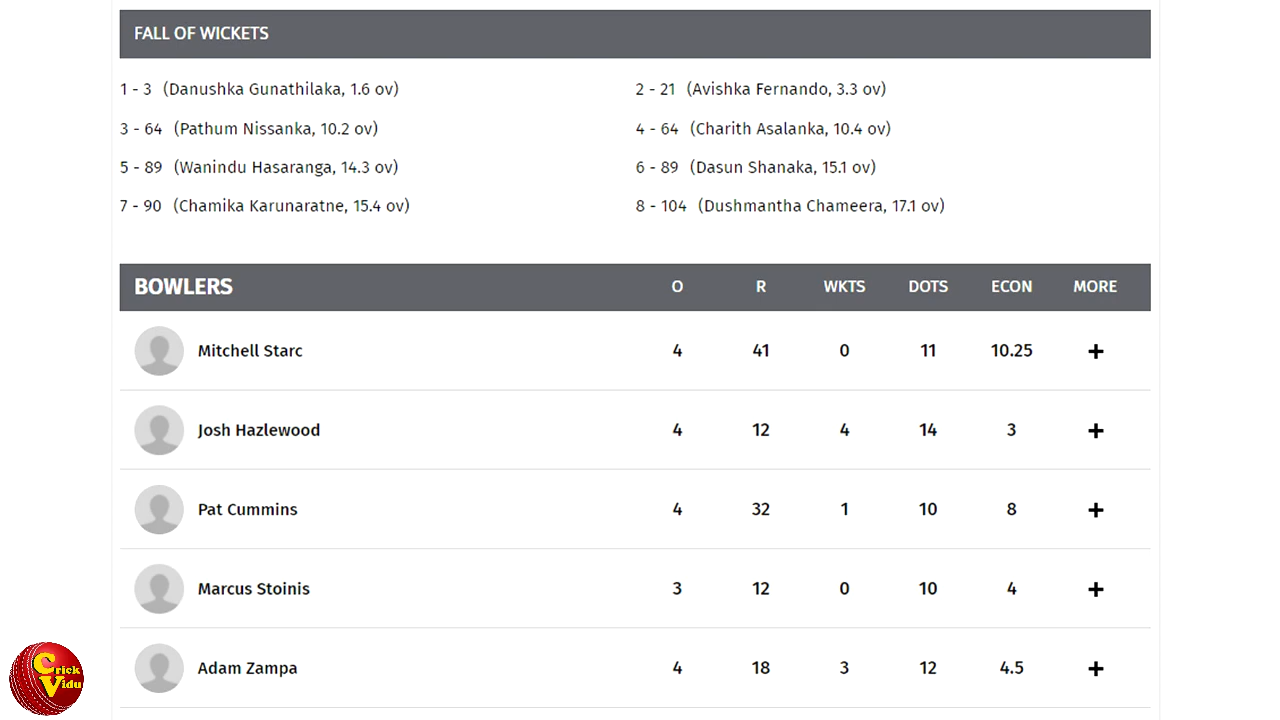 FALL OF WICKETS
1 - 3 (Danushka Gunathilaka, 1.6 ov) 2 - 21 (Avishka Fernando, 3.3 ov)
3 - 64 (Pathum Nissanka, 10.2 ov) 4 - 64 (Charith Asalanka, 10.4 ov)
5 - 89 (Wanindu Hasaranga, 14.3 ov) 6 - 89 (Dasun Shanaka, 15.1 ov)
7 - 90 (Chamika Karunaratne, 15.4 ov) 8 - 104 (Dushmantha Chameera, 17.1 ov)
BOWLERS O R WKTS DOTS ECON MORE
Mitchell Starc 4 41 0 11 10.25 +
Josh Hazlewood 4 12 4 14 3 +
Pat Cummins 4 32 1 10 8 +
Marcus Stoinis 3 12 0 10 4 +
Adam Zampa 4 18 3 12 4.5 +
Crick
Vidu